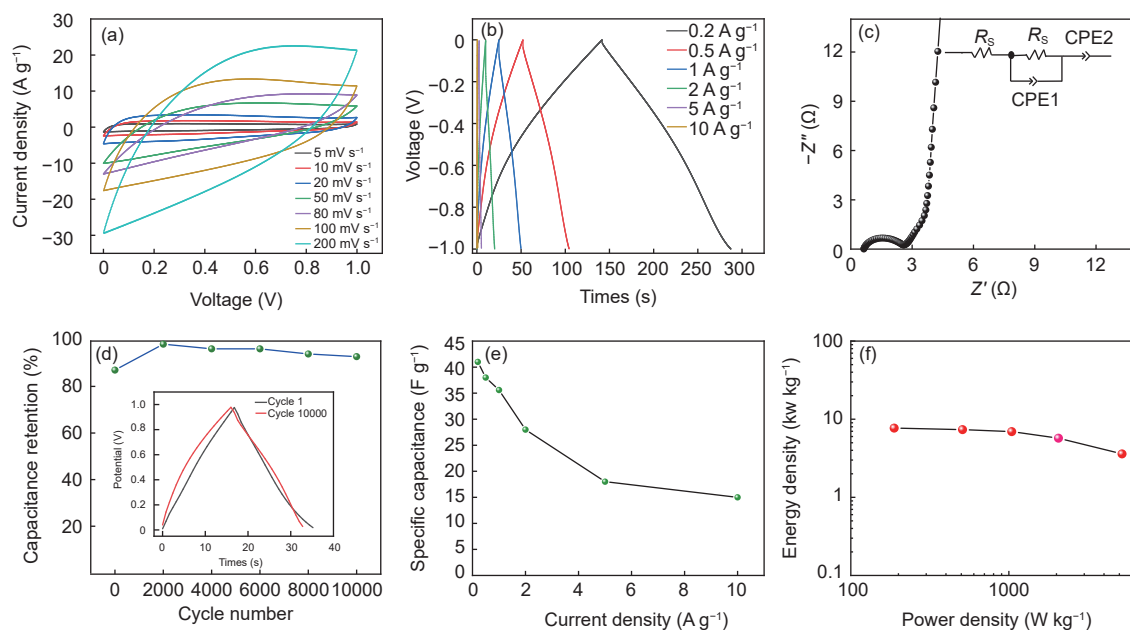 (a)
Current density (A g⁻¹)
30
20
10
0
−10
−20
−30
5 mV s⁻¹
10 mV s⁻¹
20 mV s⁻¹
50 mV s⁻¹
80 mV s⁻¹
100 mV s⁻¹
200 mV s⁻¹
0 0.2 0.4 0.6 0.8 1.0
Voltage (V)
(b)
Voltage (V)
0
−0.2
−0.4
−0.6
−0.8
−1.0
0.2 A g⁻¹
0.5 A g⁻¹
1 A g⁻¹
2 A g⁻¹
5 A g⁻¹
10 A g⁻¹
0 50 100 150 200 250 300
Times (s)
(c)
−Z″ (Ω)
12
9
6
3
0
R_S R_S CPE2
CPE1
0 3 6 9 12
Z′ (Ω)
(d)
Capacitance retention (%)
100
80
60
40
20
Cycle 1
Cycle 10000
Potential (V)
1.0
0.8
0.6
0.4
0.2
0
0 10 20 30 40
Times (s)
0 2000 4000 6000 8000 10000
Cycle number
(e)
Specific capacitance (F g⁻¹)
45
40
35
30
25
20
15
10
5
0
0 2 4 6 8 10
Current density (A g⁻¹)
(f)
Energy density (kw kg⁻¹)
100
10
1
0.1
100 1000
Power density (W kg⁻¹)